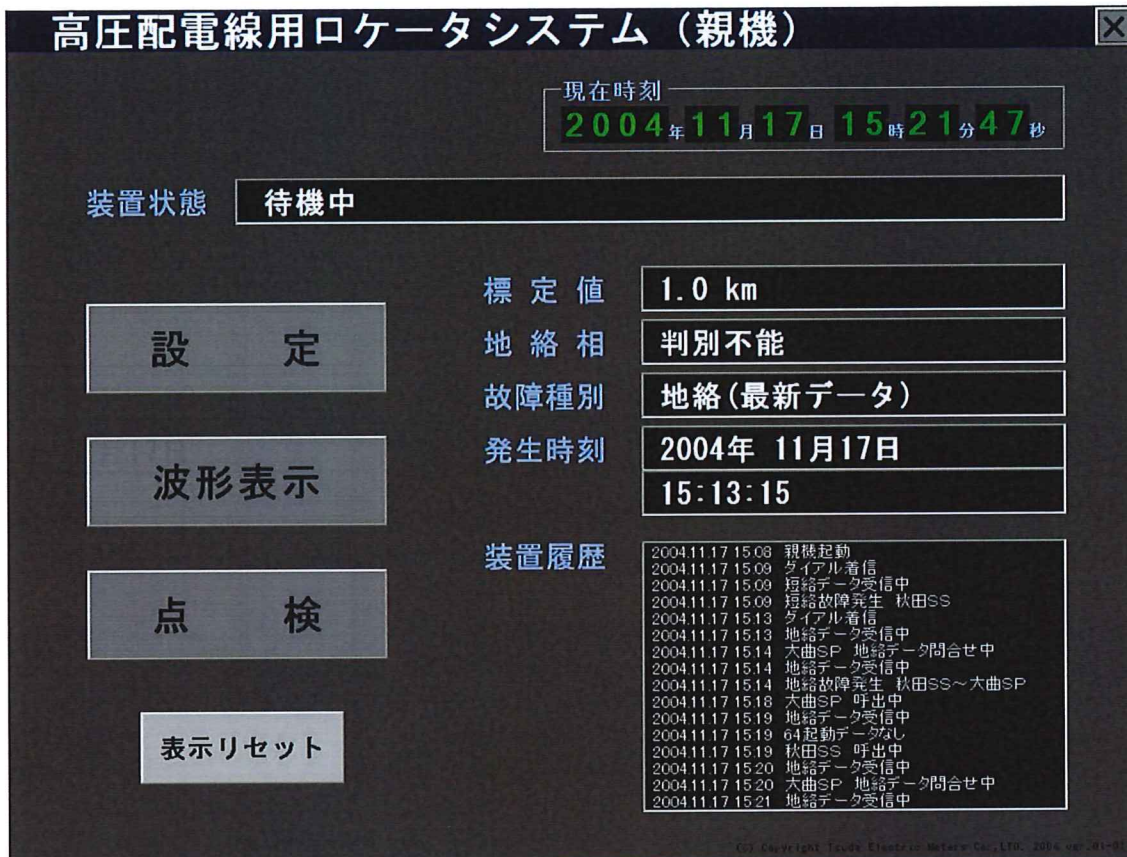 高圧配電線用ロケータシステム（親機）
現在時刻
2004年11月17日 15時21分47秒
装置状態 待機中
標定値 1.0 km
地絡相 判別不能
故障種別 地絡(最新データ)
発生時刻 2004年 11月17日
15:13:15
設定
波形表示
点検
表示リセット
装置履歴
2004.11.17 15:08 親機起動
2004.11.17 15:09 ダイアル着信
2004.11.17 15:09 短絡データ受信中
2004.11.17 15:09 短絡故障発生 秋田SS
2004.11.17 15:13 ダイアル着信
2004.11.17 15:13 地絡データ受信中
2004.11.17 15:14 大曲SP 地絡データ問合せ中
2004.11.17 15:14 地絡データ受信中
2004.11.17 15:14 地絡故障発生 秋田SS～大曲SP
2004.11.17 15:18 大曲SP 呼出中
2004.11.17 15:19 地絡データ受信中
2004.11.17 15:19 64起動データなし
2004.11.17 15:19 秋田SS 呼出中
2004.11.17 15:20 地絡データ受信中
2004.11.17 15:20 大曲SP 地絡データ問合せ中
2004.11.17 15:21 地絡データ受信中
(C) Copyright Tsuda Electric Meters Co., LTD. 2004